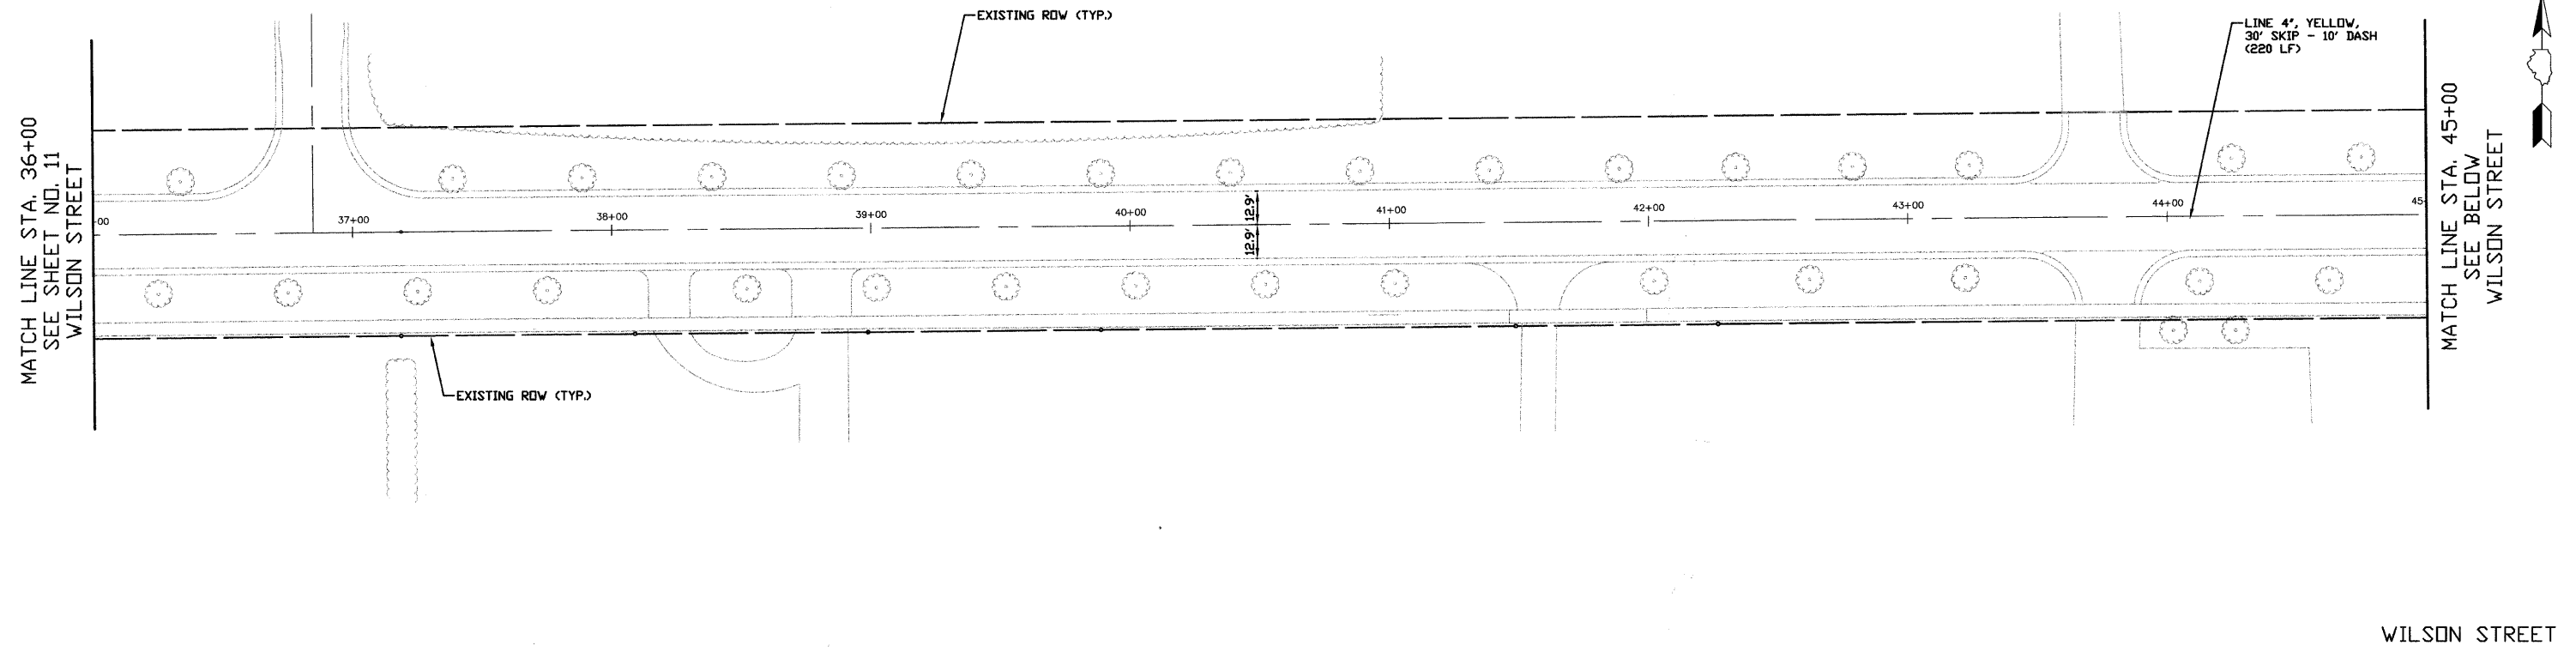 EXISTING ROW (TYP.)
LINE 4", YELLOW,
30' SKIP - 10' DASH
(220 LF)
MATCH LINE STA. 36+00
SEE SHEET NO. 11
WILSON STREET
00
37+00
38+00
39+00
40+00
41+00
42+00
43+00
44+00
45
12.9'
12.9'
MATCH LINE STA. 45+00
SEE BELOW
WILSON STREET
EXISTING ROW (TYP.)
WILSON STREET